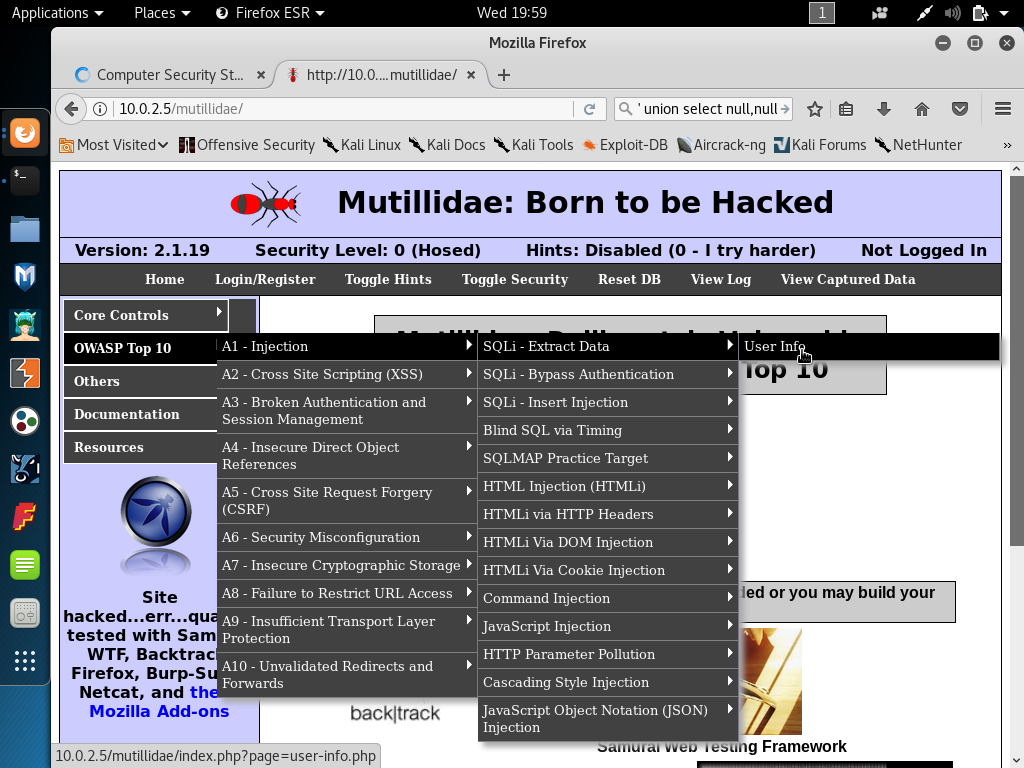 Applications Places Firefox ESR Wed 19:59 1
Mozilla Firefox
Computer Security St... × http://10.0....mutillidae/ × +
10.0.2.5/mutillidae/ ' union select null,null
Most Visited Offensive Security Kali Linux Kali Docs Kali Tools Exploit-DB Aircrack-ng Kali Forums NetHunter »
Mutillidae: Born to be Hacked
Version: 2.1.19 Security Level: 0 (Hosed) Hints: Disabled (0 - I try harder) Not Logged In
Home Login/Register Toggle Hints Toggle Security Reset DB View Log View Captured Data
Core Controls
OWASP Top 10
Others
Documentation
Resources
A1 - Injection
A2 - Cross Site Scripting (XSS)
A3 - Broken Authentication and
Session Management
A4 - Insecure Direct Object
References
A5 - Cross Site Request Forgery
(CSRF)
A6 - Security Misconfiguration
A7 - Insecure Cryptographic Storage
A8 - Failure to Restrict URL Access
A9 - Insufficient Transport Layer
Protection
A10 - Unvalidated Redirects and
Forwards
SQLi - Extract Data
SQLi - Bypass Authentication
SQLi - Insert Injection
Blind SQL via Timing
SQLMAP Practice Target
HTML Injection (HTMLi)
HTMLi via HTTP Headers
HTMLi Via DOM Injection
HTMLi Via Cookie Injection
Command Injection
JavaScript Injection
HTTP Parameter Pollution
Cascading Style Injection
JavaScript Object Notation (JSON)
Injection
User Info
Top 10
ded or you may build your
Site
hacked...err...qua
tested with Sam
WTF, Backtrac
Firefox, Burp-Su
Netcat, and the
Mozilla Add-ons
back|track
Samurai Web Testing Framework
10.0.2.5/mutillidae/index.php?page=user-info.php